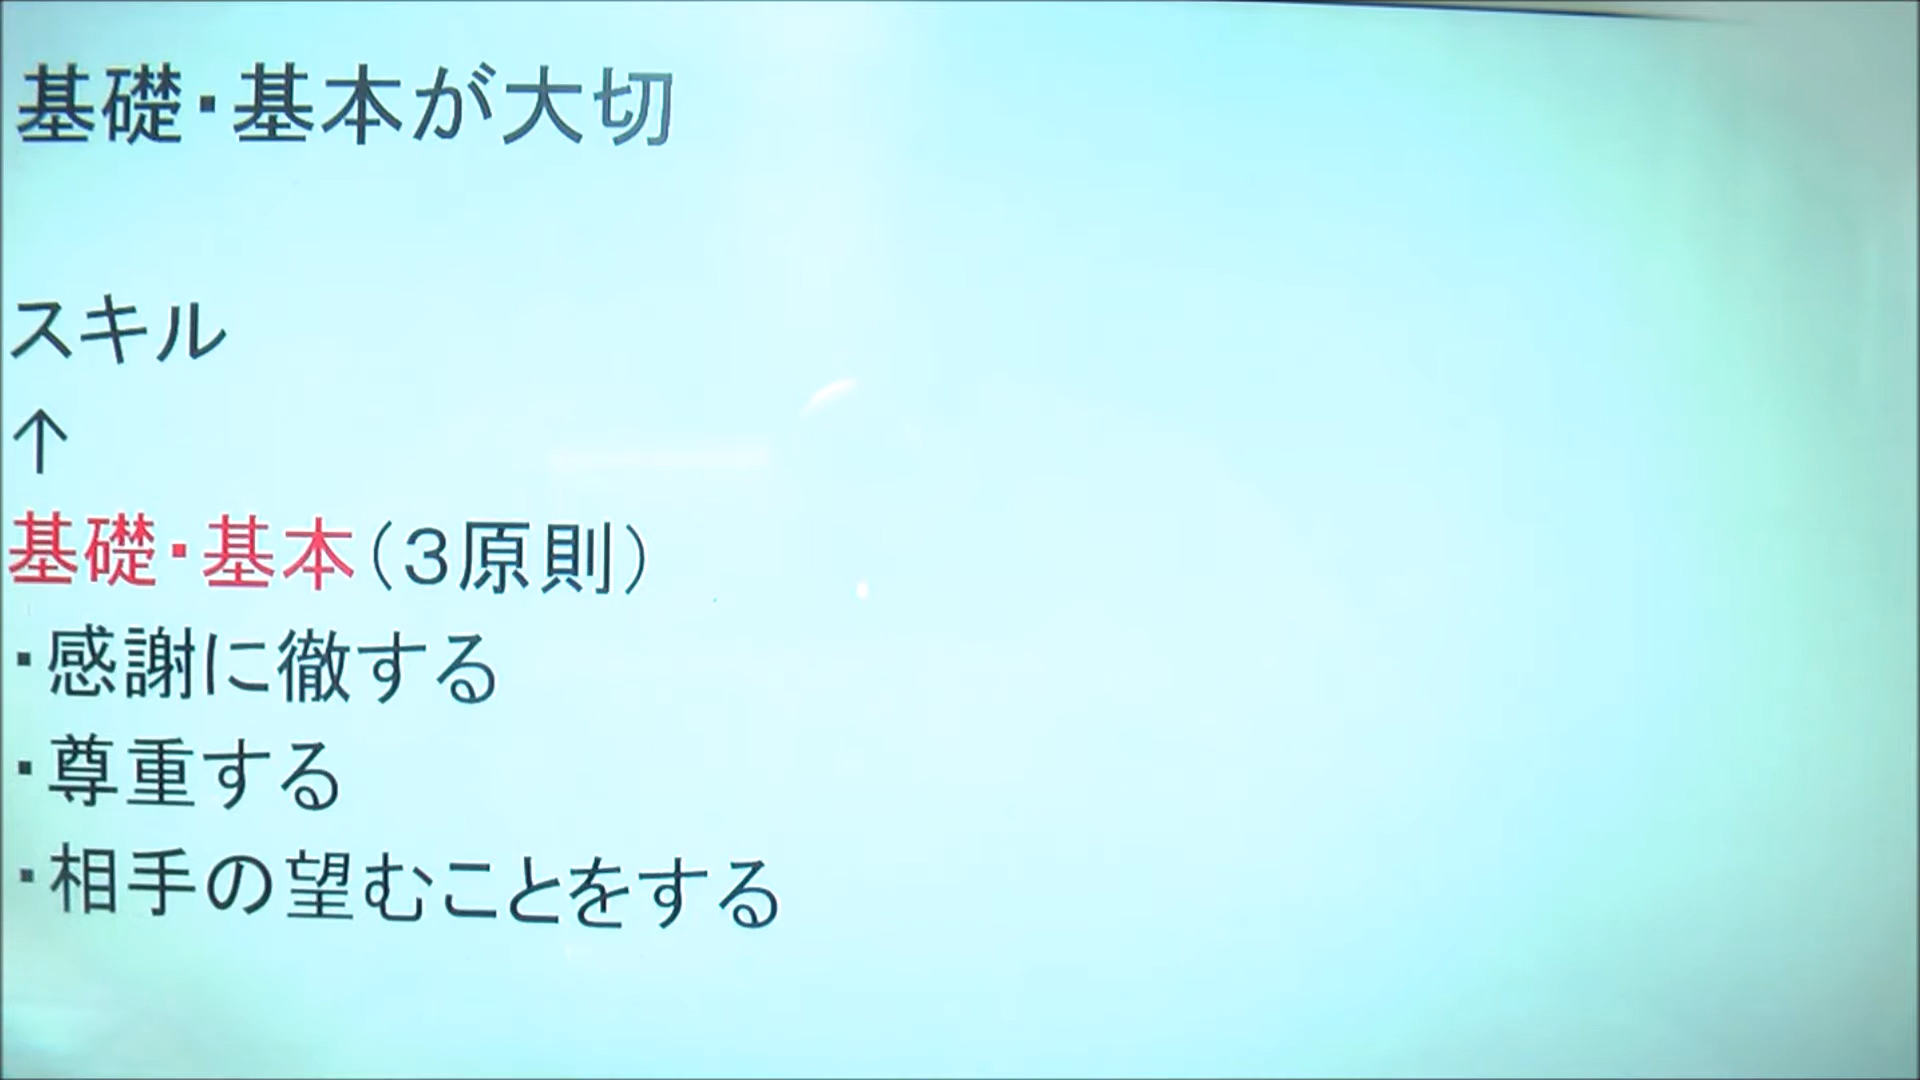 基礎・基本が大切
スキル
↑
基礎・基本（３原則）
・感謝に徹する
・尊重する
・相手の望むことをする